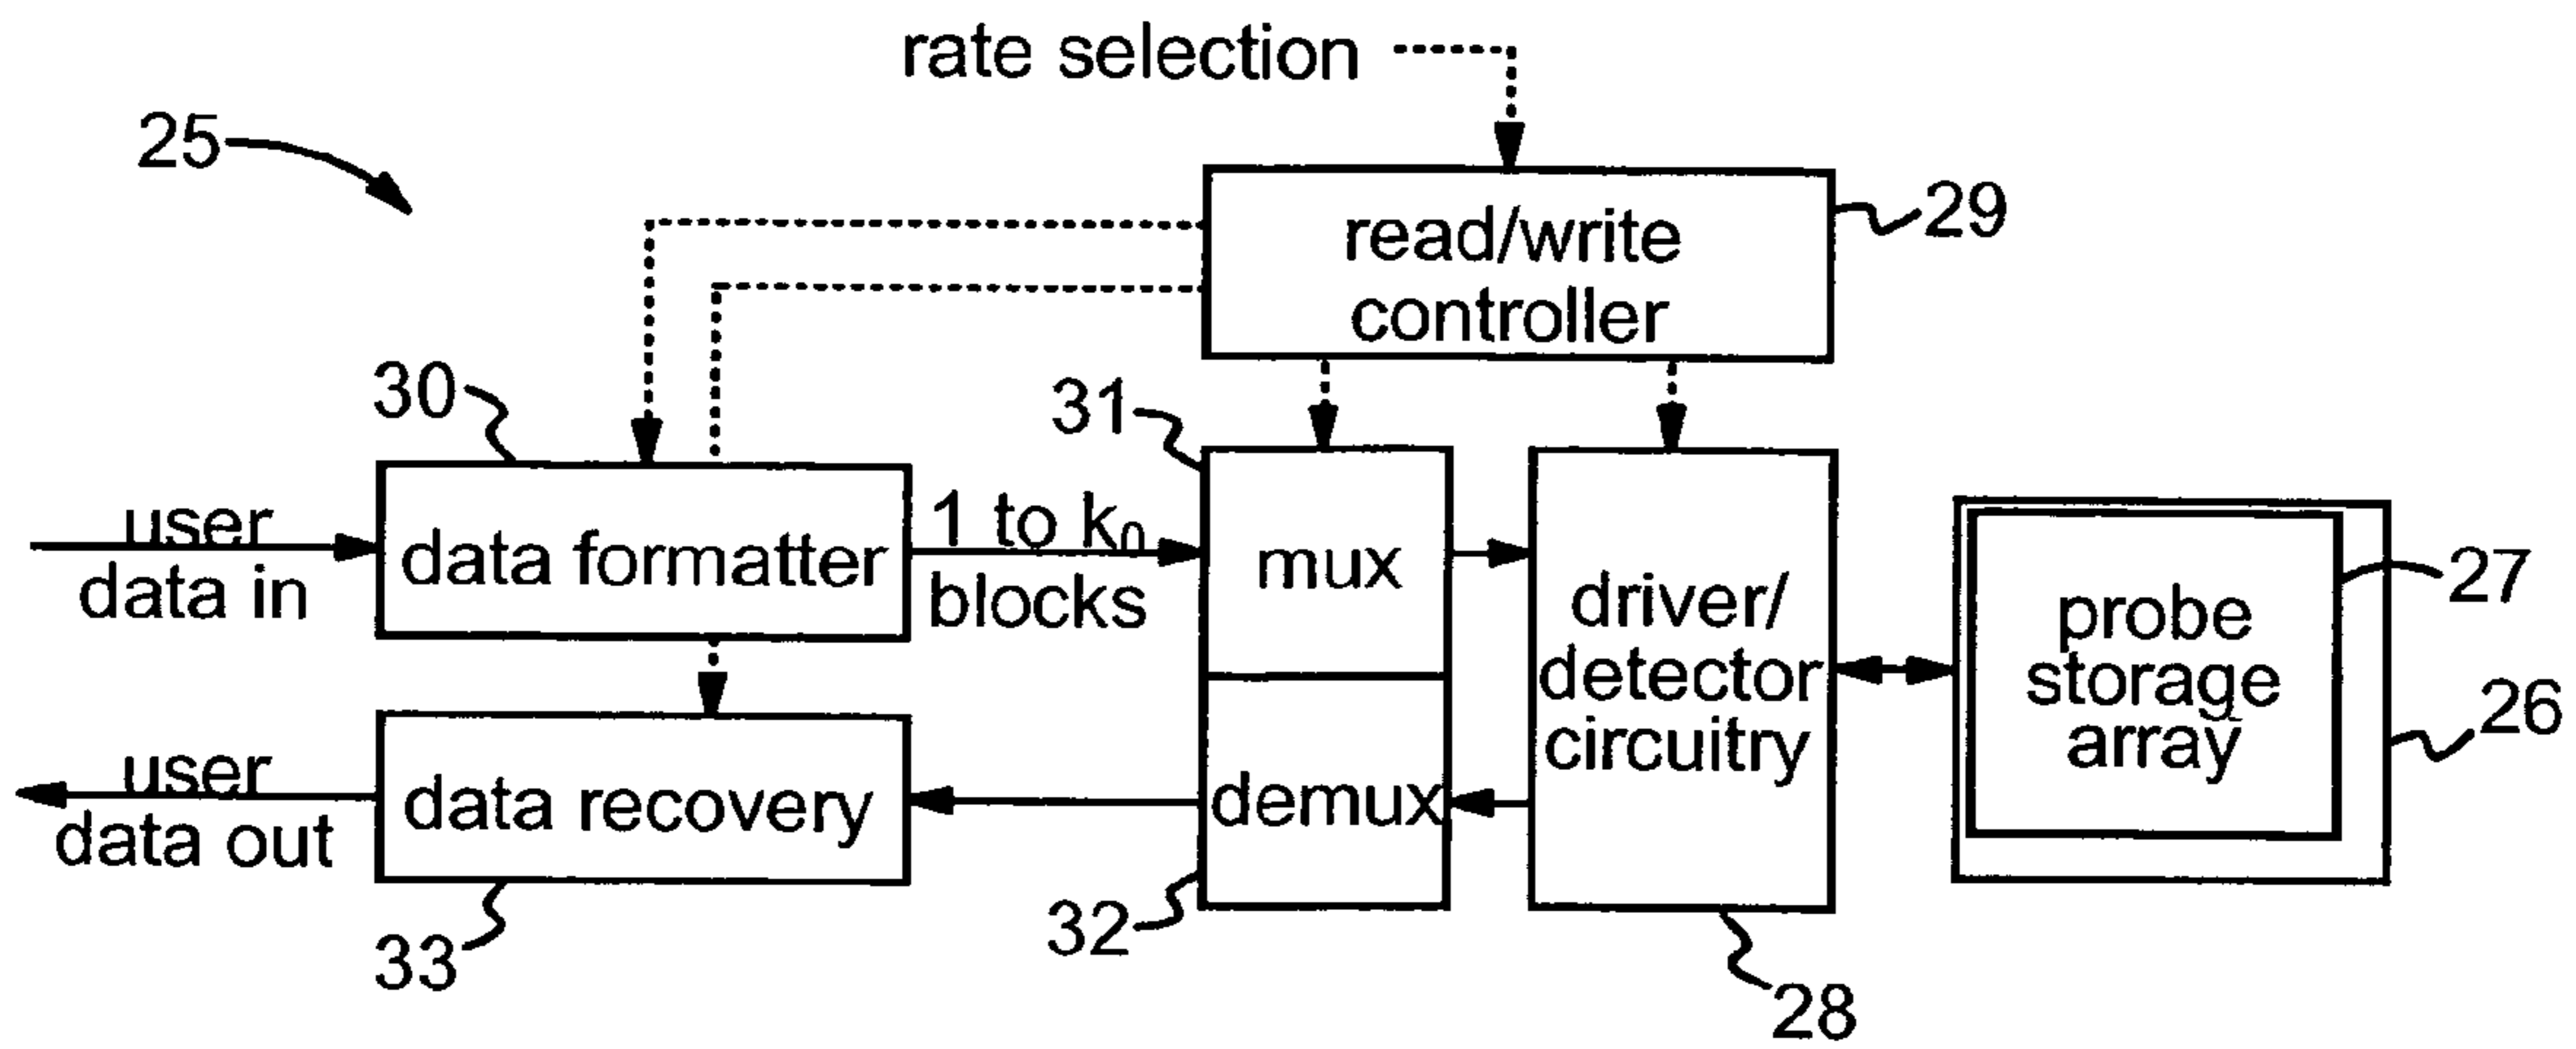 rate selection
25
read/write
controller
29
30
31
user
data in
data formatter
1 to k₀
blocks
mux
driver/
detector
circuitry
probe
storage
array
27
26
user
data out
data recovery
demux
33
32
28